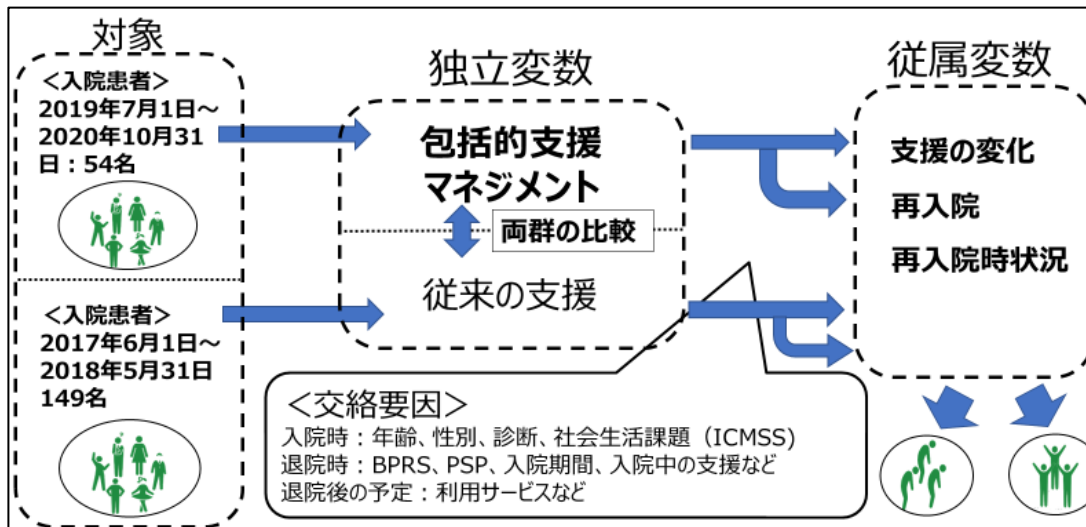 対象
＜入院患者＞
2019年7月1日～
2020年10月31
日：54名
＜入院患者＞
2017年6月1日～
2018年5月31日
149名
独立変数
包括的支援
マネジメント
両群の比較
従来の支援
従属変数
支援の変化
再入院
再入院時状況
＜交絡要因＞
入院時：年齢、性別、診断、社会生活課題（ICMSS）
退院時：BPRS、PSP、入院期間、入院中の支援など
退院後の予定：利用サービスなど